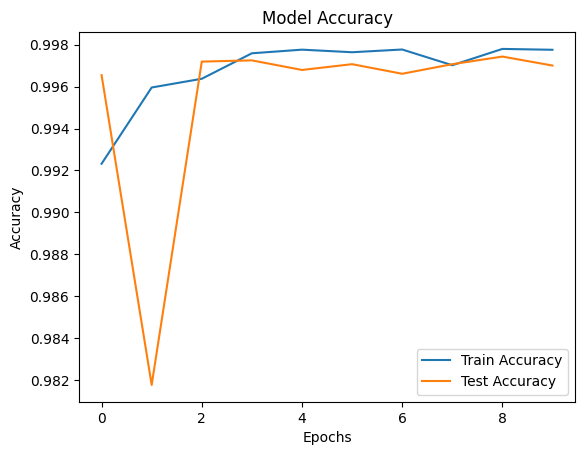 Model Accuracy
0.998
0.996
0.994
0.992
0.990
0.988
0.986
0.984
0.982
Accuracy
Train Accuracy
Test Accuracy
0 2 4 6 8
Epochs